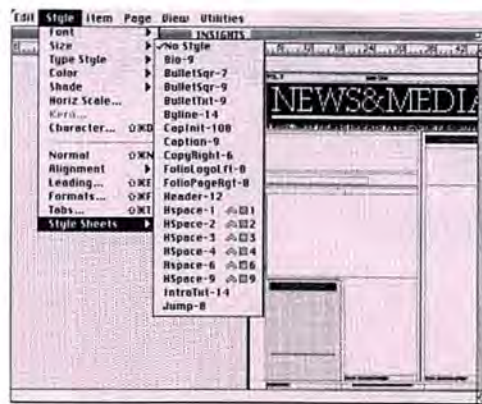 Edit Style Item Page View Utilities
INSIGHTS
Font
Size
Type Style
Color
Shade
Horiz Scale...
Kern...
Character... ⇧⌘D
Normal ⇧⌘N
Alignment
Leading... ⇧⌘E
Formats... ⇧⌘F
Tabs... ⇧⌘T
Style Sheets
✓No Style
Bio-9
BulletSqr-7
BulletSqr-9
BulletTxt-9
Byline-14
CapInit-108
Caption-9
CopyRight-6
FolioLogoLft-8
FolioPageRgt-8
Header-12
Hspace-1
HSpace-2
HSpace-3
HSpace-4
Hspace-6
HSpace-9
IntroTxt-14
Jump-8
NEWS&MEDIA